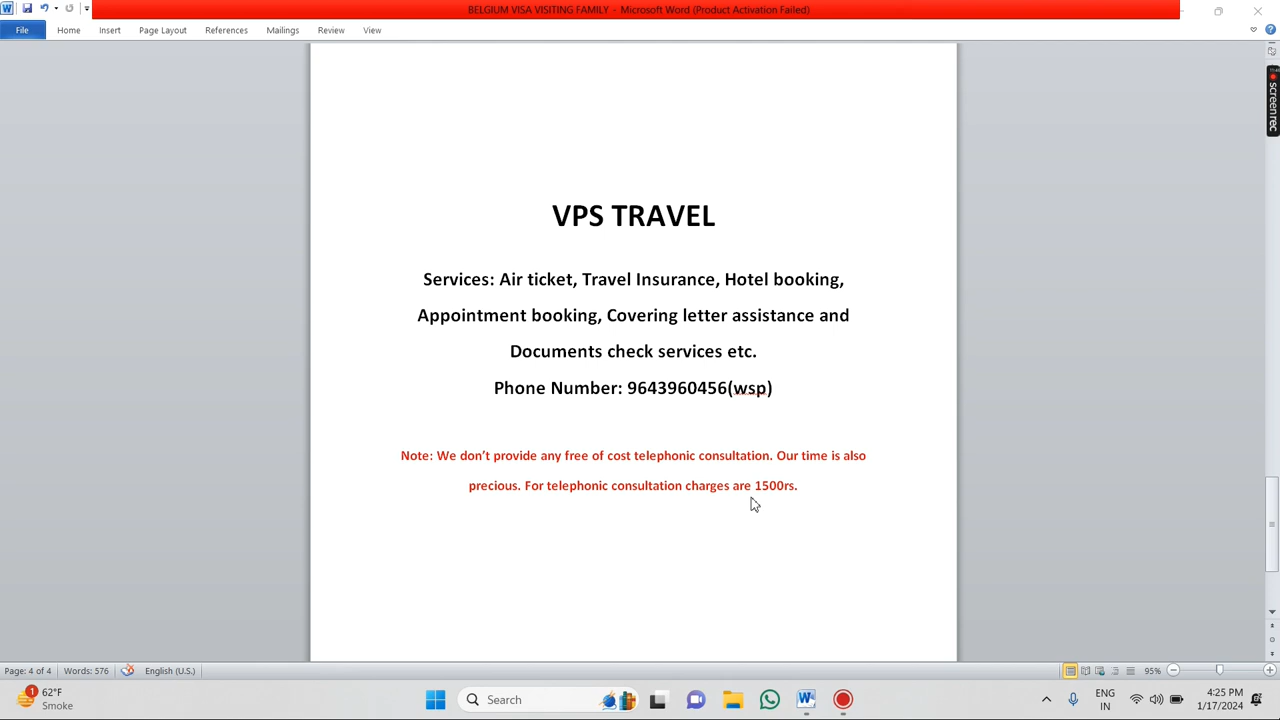 BELGIUM VISA VISITING FAMILY - Microsoft Word (Product Activation Failed)
File Home Insert Page Layout References Mailings Review View
screenrec
VPS TRAVEL
Services: Air ticket, Travel Insurance, Hotel booking,
Appointment booking, Covering letter assistance and
Documents check services etc.
Phone Number: 9643960456(wsp)
Note: We don't provide any free of cost telephonic consultation. Our time is also
precious. For telephonic consultation charges are 1500rs.
Page: 4 of 4 Words: 576 English (U.S.) 95%
1 62°F Smoke
Search
ENG IN
4:25 PM
1/17/2024